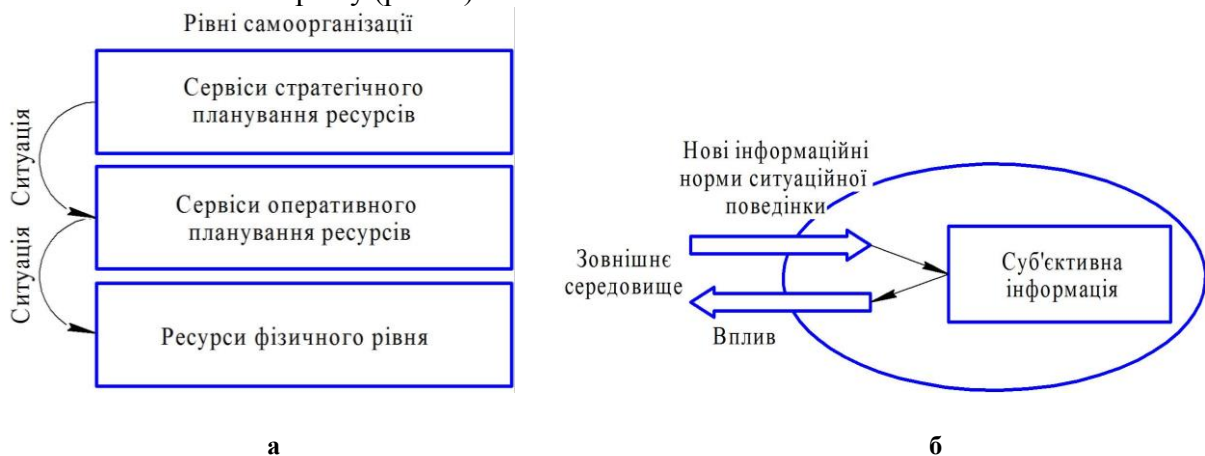 Рівні самоорганізації
Сервіси стратегічного
планування ресурсів
Ситуація
Сервіси оперативного
планування ресурсів
Ситуація
Ресурси фізичного рівня
Нові інформаційні
норми ситуаційної
поведінки
Зовнішнє
середовище
Вплив
Суб'єктивна
інформація
а
б